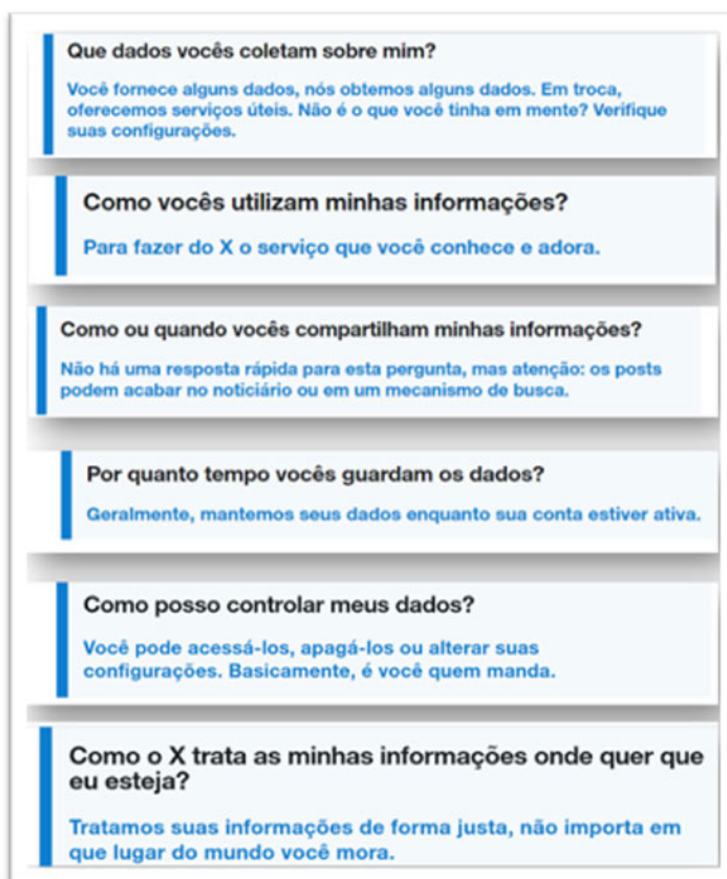 Que dados vocês coletam sobre mim?
Você fornece alguns dados, nós obtemos alguns dados. Em troca,
oferecemos serviços úteis. Não é o que você tinha em mente? Verifique
suas configurações.
Como vocês utilizam minhas informações?
Para fazer do X o serviço que você conhece e adora.
Como ou quando vocês compartilham minhas informações?
Não há uma resposta rápida para esta pergunta, mas atenção: os posts
podem acabar no noticiário ou em um mecanismo de busca.
Por quanto tempo vocês guardam os dados?
Geralmente, mantemos seus dados enquanto sua conta estiver ativa.
Como posso controlar meus dados?
Você pode acessá-los, apagá-los ou alterar suas
configurações. Basicamente, é você quem manda.
Como o X trata as minhas informações onde quer que
eu esteja?
Tratamos suas informações de forma justa, não importa em
que lugar do mundo você mora.